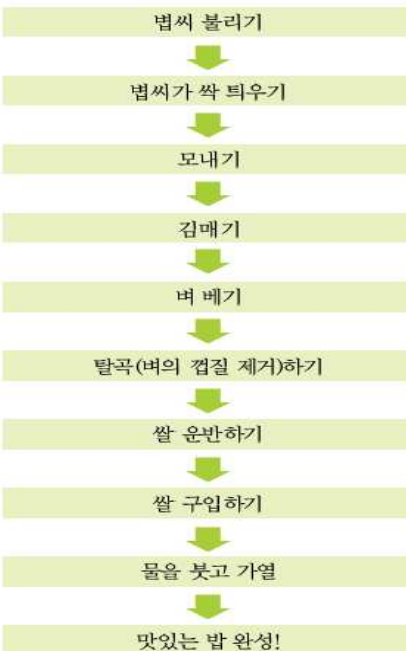 볍씨 불리기
볍씨가 싹 틔우기
모내기
김매기
벼 베기
탈곡(벼의 껍질 제거)하기
쌀 운반하기
쌀 구입하기
물을 붓고 가열
맛있는 밥 완성!